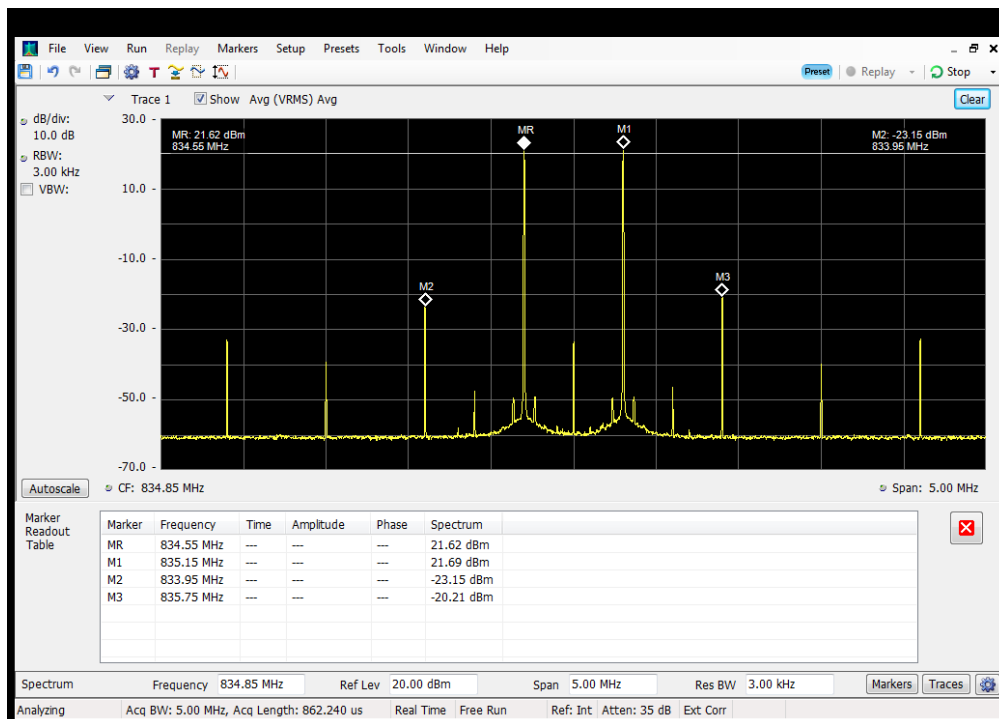 File View Run Replay Markers Setup Presets Tools Window Help
T Preset Replay Stop
Trace 1 Show Avg (VRMS) Avg Clear
dB/div:
10.0 dB
RBW:
3.00 kHz
VBW:
30.0
10.0
-10.0
-30.0
-50.0
-70.0
MR: 21.62 dBm
834.55 MHz
MR
M1
M2: -23.15 dBm
833.95 MHz
M2
M3
Autoscale CF: 834.85 MHz Span: 5.00 MHz
Marker
Readout
Table
Marker Frequency Time Amplitude Phase Spectrum
MR 834.55 MHz --- --- --- 21.62 dBm
M1 835.15 MHz --- --- --- 21.69 dBm
M2 833.95 MHz --- --- --- -23.15 dBm
M3 835.75 MHz --- --- --- -20.21 dBm
Spectrum Frequency 834.85 MHz Ref Lev 20.00 dBm Span 5.00 MHz Res BW 3.00 kHz Markers Traces
Analyzing Acq BW: 5.00 MHz, Acq Length: 862.240 us Real Time Free Run Ref: Int Atten: 35 dB Ext Corr